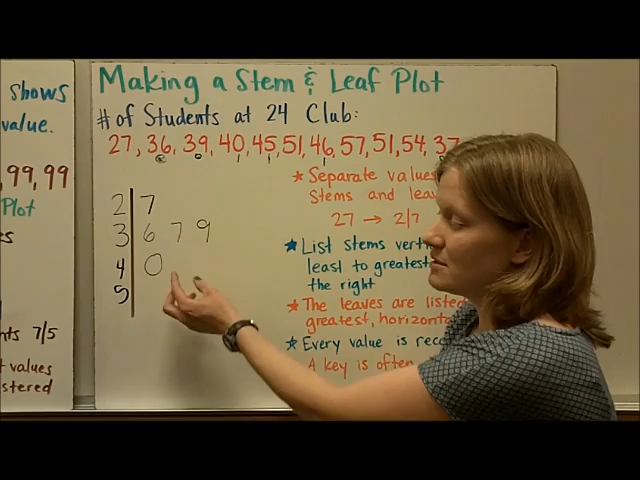 shows
value.
,99,99
Plot
es
nts 7/5
t values
stered
Making a Stem & Leaf Plot
# of Students at 24 Club:
27, 36, 39, 40, 45, 51, 46, 57, 51, 54, 37
2 7
3 6 7 9
4 0
5
★ Separate values
Stems and lea
27 → 2/7
★ List stems vert
least to greatest
the right
★ The leaves are listed
greatest, horizonta
★ Every value is reco
A key is often